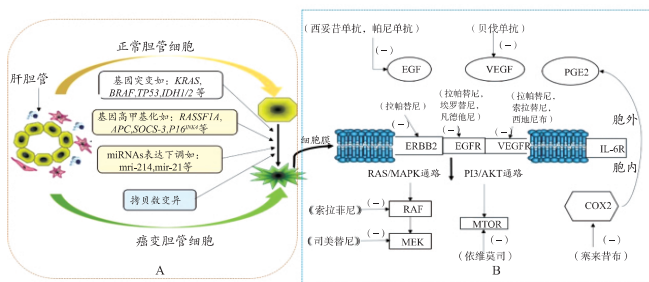 正常胆管细胞
肝胆管
基因突变如：KRAS,
BRAF,TP53,IDH1/2 等
基因高甲基化如：RASSF1A,
APC,SOCS-3,P16INK4等
miRNAs表达下调如：
mri-214,mir-21等
拷贝数变异
癌变胆管细胞
A
(西妥昔单抗，帕尼单抗)
(−)
EGF
(贝伐单抗)
(−)
VEGF
PGE2
(拉帕替尼)
(−)
(拉帕替尼,
埃罗替尼,
凡德他尼)
(−)
(拉帕替尼,
索拉替尼,
西地尼布)
(−)
胞外
细胞膜
ERBB2
EGFR
VEGFR
IL-6R
胞内
RAS/MAPK通路
PI3/AKT通路
《索拉菲尼》
(−)
RAF
《司美替尼》
(−)
MEK
(−)
MTOR
(−)
(依维莫司)
COX2
(−)
(塞来昔布)
B